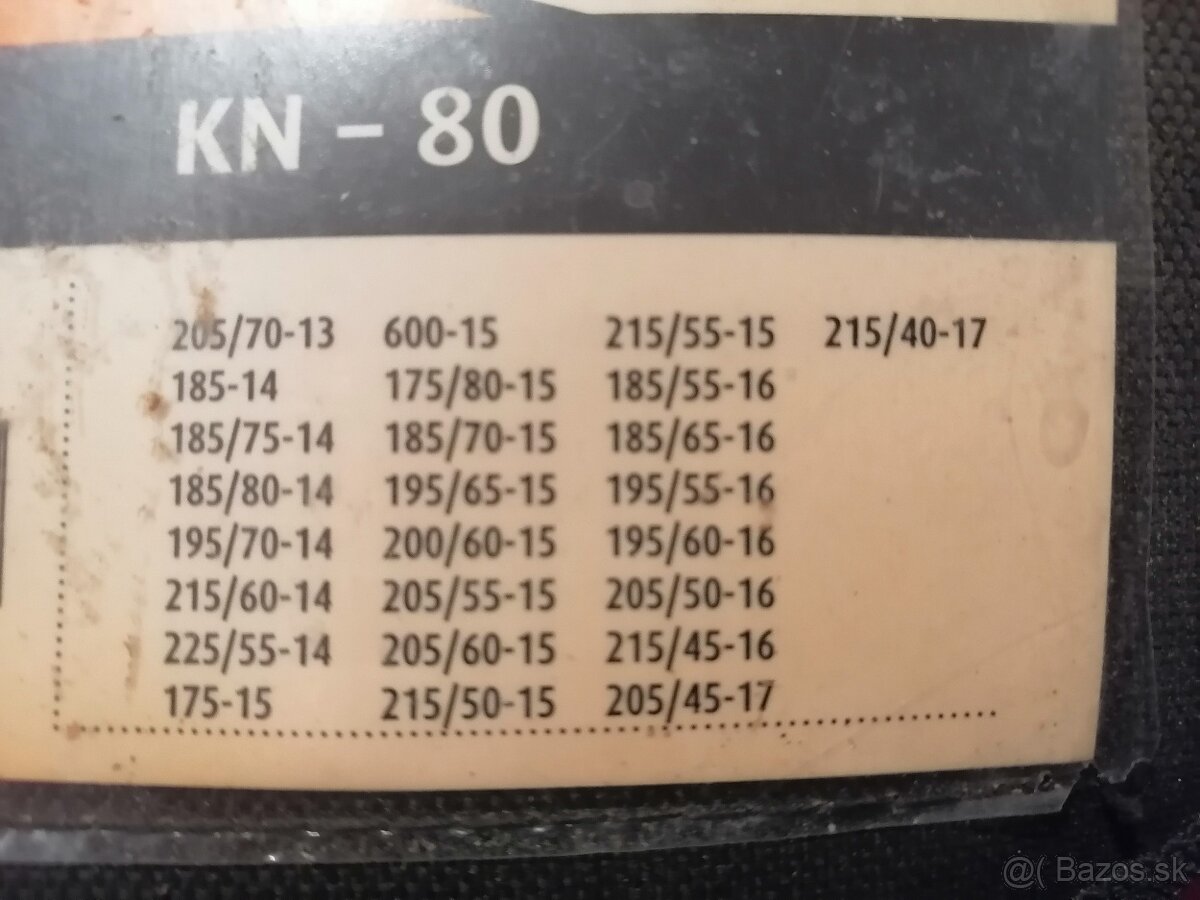 KN – 80
205/70-13 600-15 215/55-15 215/40-17
185-14 175/80-15 185/55-16
185/75-14 185/70-15 185/65-16
185/80-14 195/65-15 195/55-16
195/70-14 200/60-15 195/60-16
215/60-14 205/55-15 205/50-16
225/55-14 205/60-15 215/45-16
175-15 215/50-15 205/45-17
@( Bazos.sk